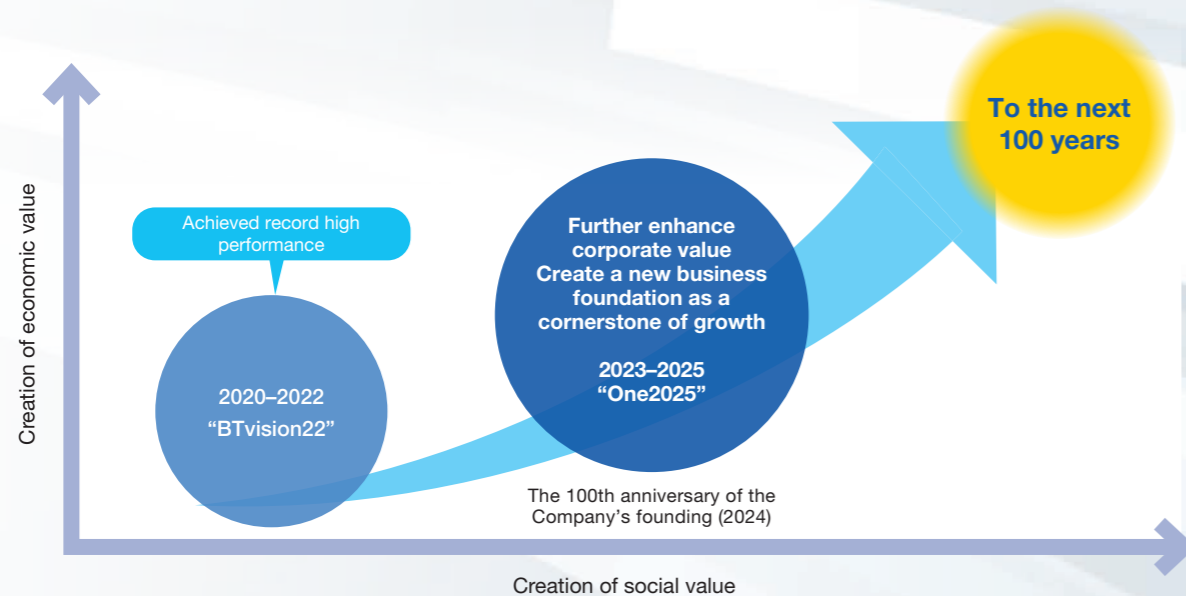 To the next
100 years
Achieved record high
performance
Further enhance
corporate value
Create a new business
foundation as a
cornerstone of growth
2023–2025
“One2025”
2020–2022
“BTvision22”
The 100th anniversary of the
Company’s founding (2024)
Creation of economic value
Creation of social value